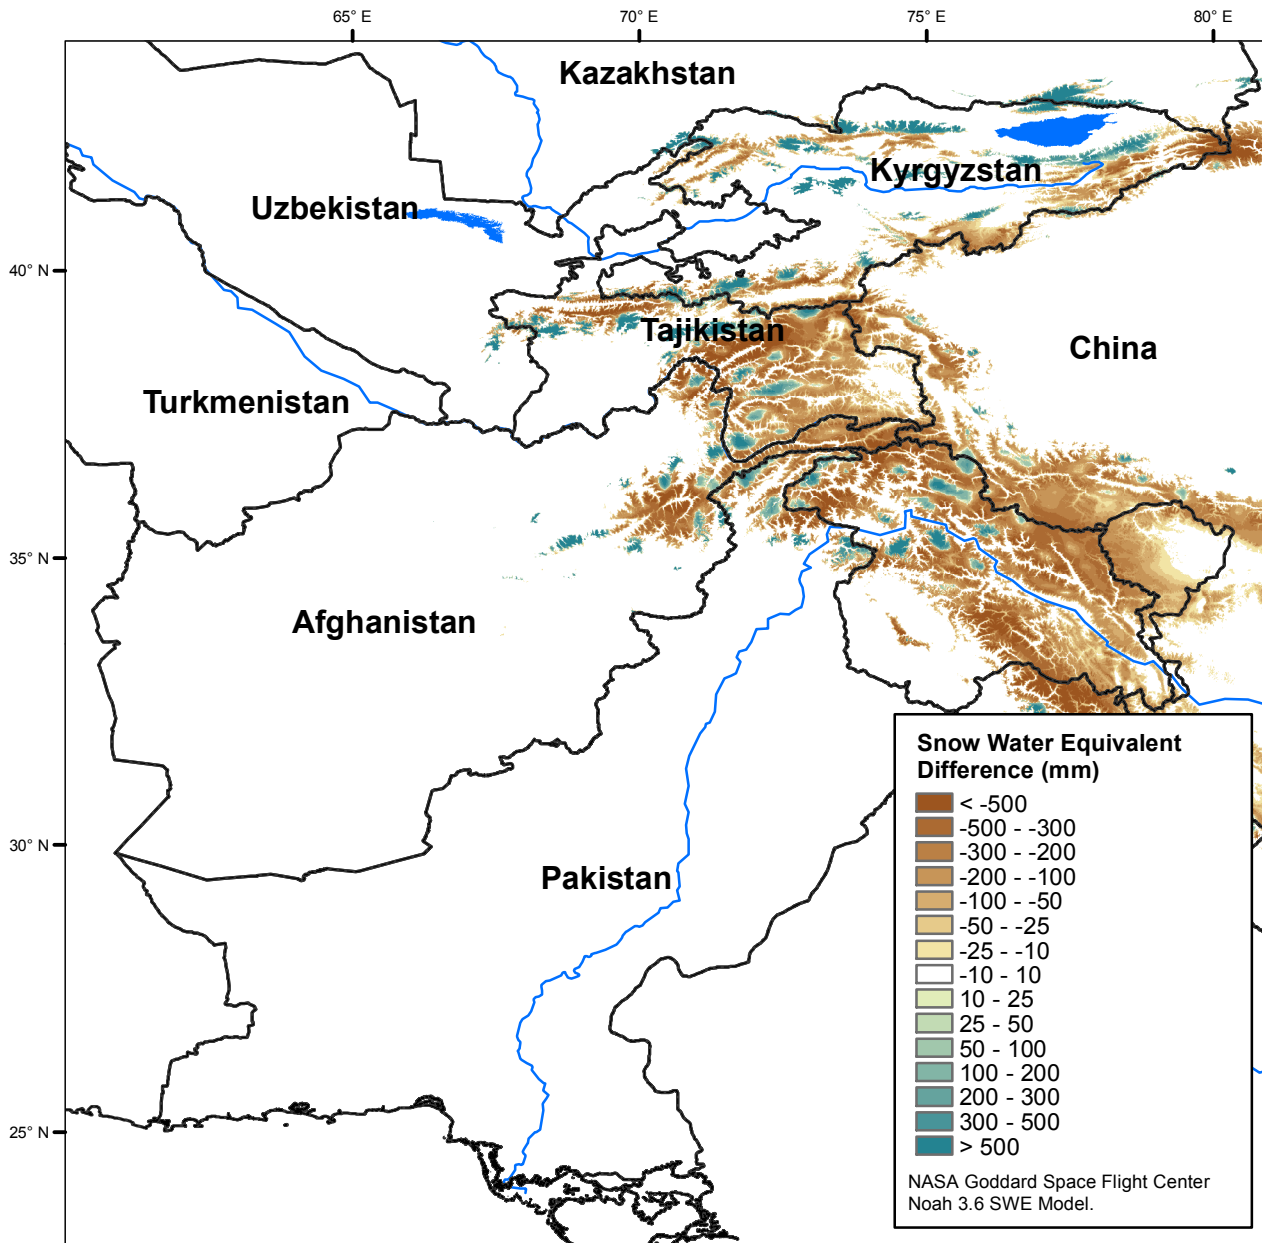 65° E
70° E
75° E
80° E
Kazakhstan
Kyrgyzstan
Uzbekistan
40° N
Tajikistan
China
Turkmenistan
35° N
Afghanistan
30° N
Pakistan
25° N
Snow Water Equivalent
Difference (mm)
< -500
-500 - -300
-300 - -200
-200 - -100
-100 - -50
-50 - -25
-25 - -10
-10 - 10
10 - 25
25 - 50
50 - 100
100 - 200
200 - 300
300 - 500
> 500
NASA Goddard Space Flight Center
Noah 3.6 SWE Model.